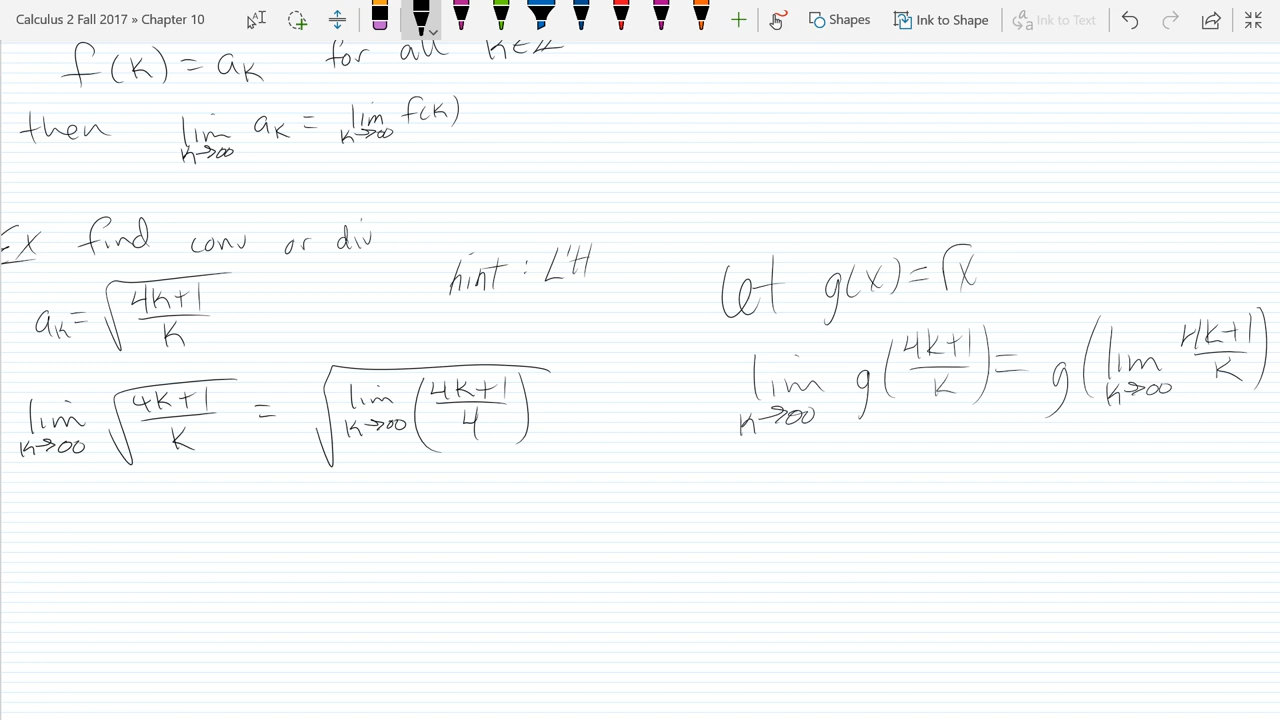 Calculus 2 Fall 2017 » Chapter 10
Shapes
Ink to Shape
Ink to Text
f(k) = a_k for all k∈ℤ
then lim_{k→∞} a_k = lim_{k→∞} f(k)
Ex find conv or div
hint : L'H
a_k = √((4k+1)/k)
lim_{k→∞} √((4k+1)/k) = √(lim_{k→∞} ((4k+1)/4))
let g(x) = √x
lim_{k→∞} g((4k+1)/k) = g(lim_{k→∞} (4k+1)/k)